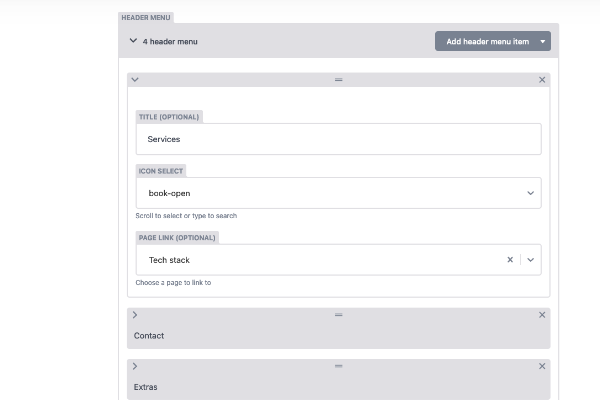 HEADER MENU
4 header menu
Add header menu item
TITLE (OPTIONAL)
Services
ICON SELECT
book-open
Scroll to select or type to search
PAGE LINK (OPTIONAL)
Tech stack
Choose a page to link to
Contact
Extras